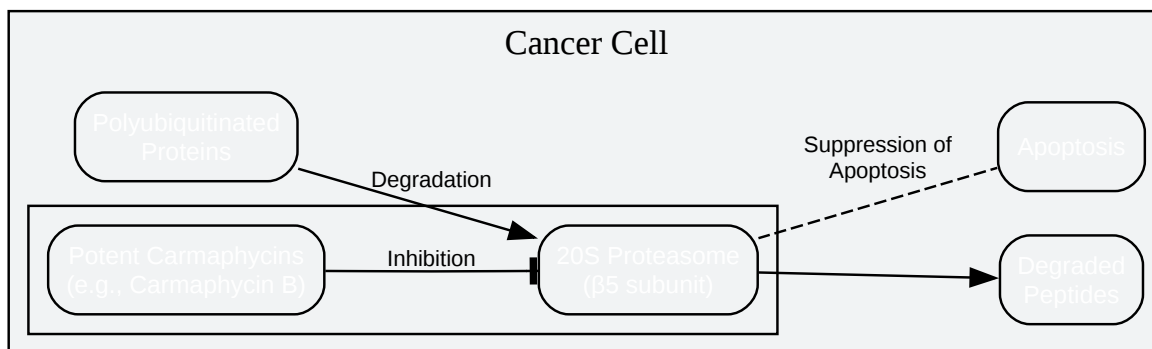 Cancer Cell
Polyubiquitinated
Proteins
Degradation
Suppression of
Apoptosis
Apoptosis
Potent Carmaphycins
(e.g., Carmaphycin B)
Inhibition
20S Proteasome
(β5 subunit)
Degraded
Peptides